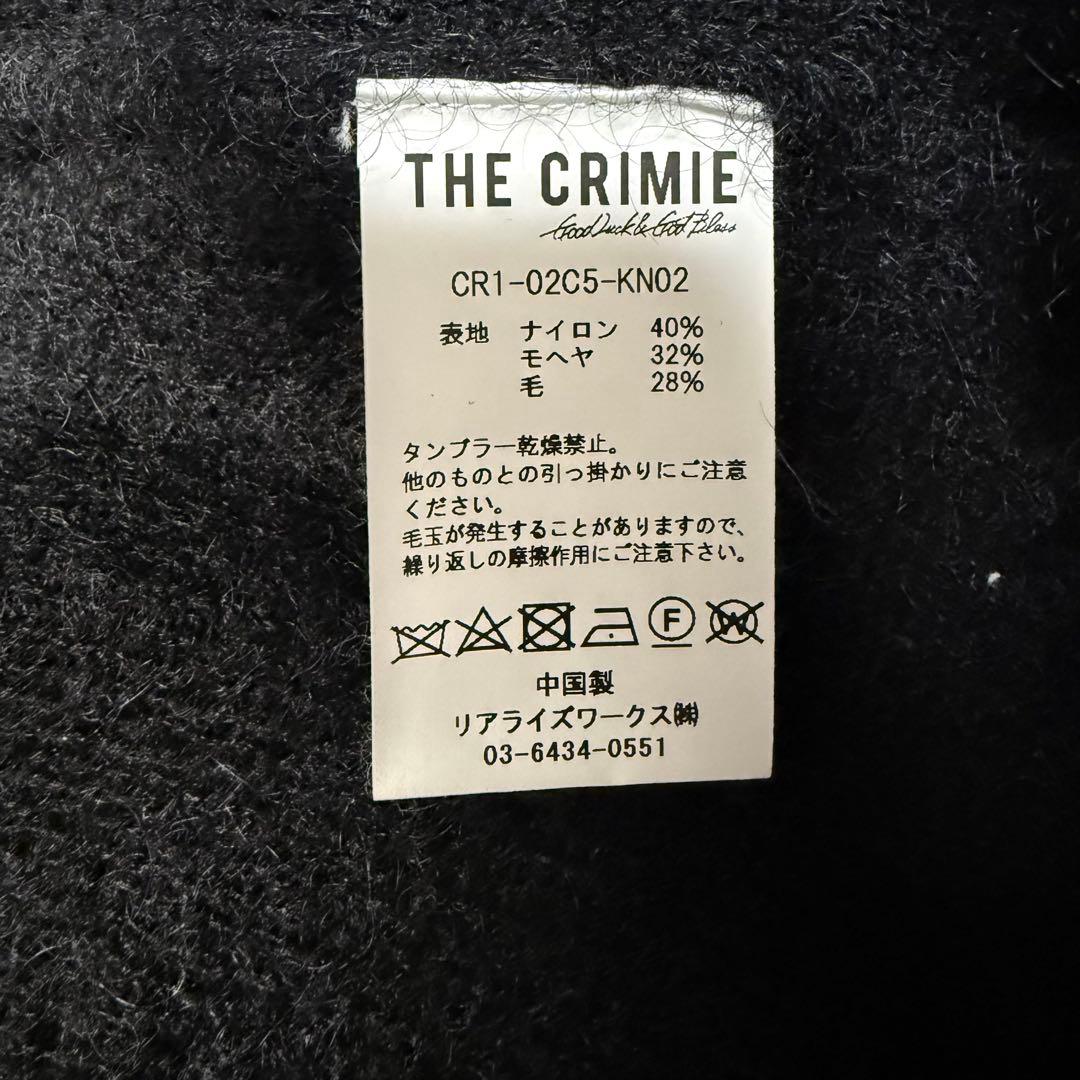 THE CRIMIE
Good Luck & God Bless
CR1-02C5-KN02
表地 ナイロン 40%
モヘヤ 32%
毛 28%
タンブラー乾燥禁止。
他のものとの引っ掛かりにご注意
ください。
毛玉が発生することがありますので、
繰り返しの摩擦作用にご注意下さい。
F W
中国製
リアライズワークス㈱
03-6434-0551